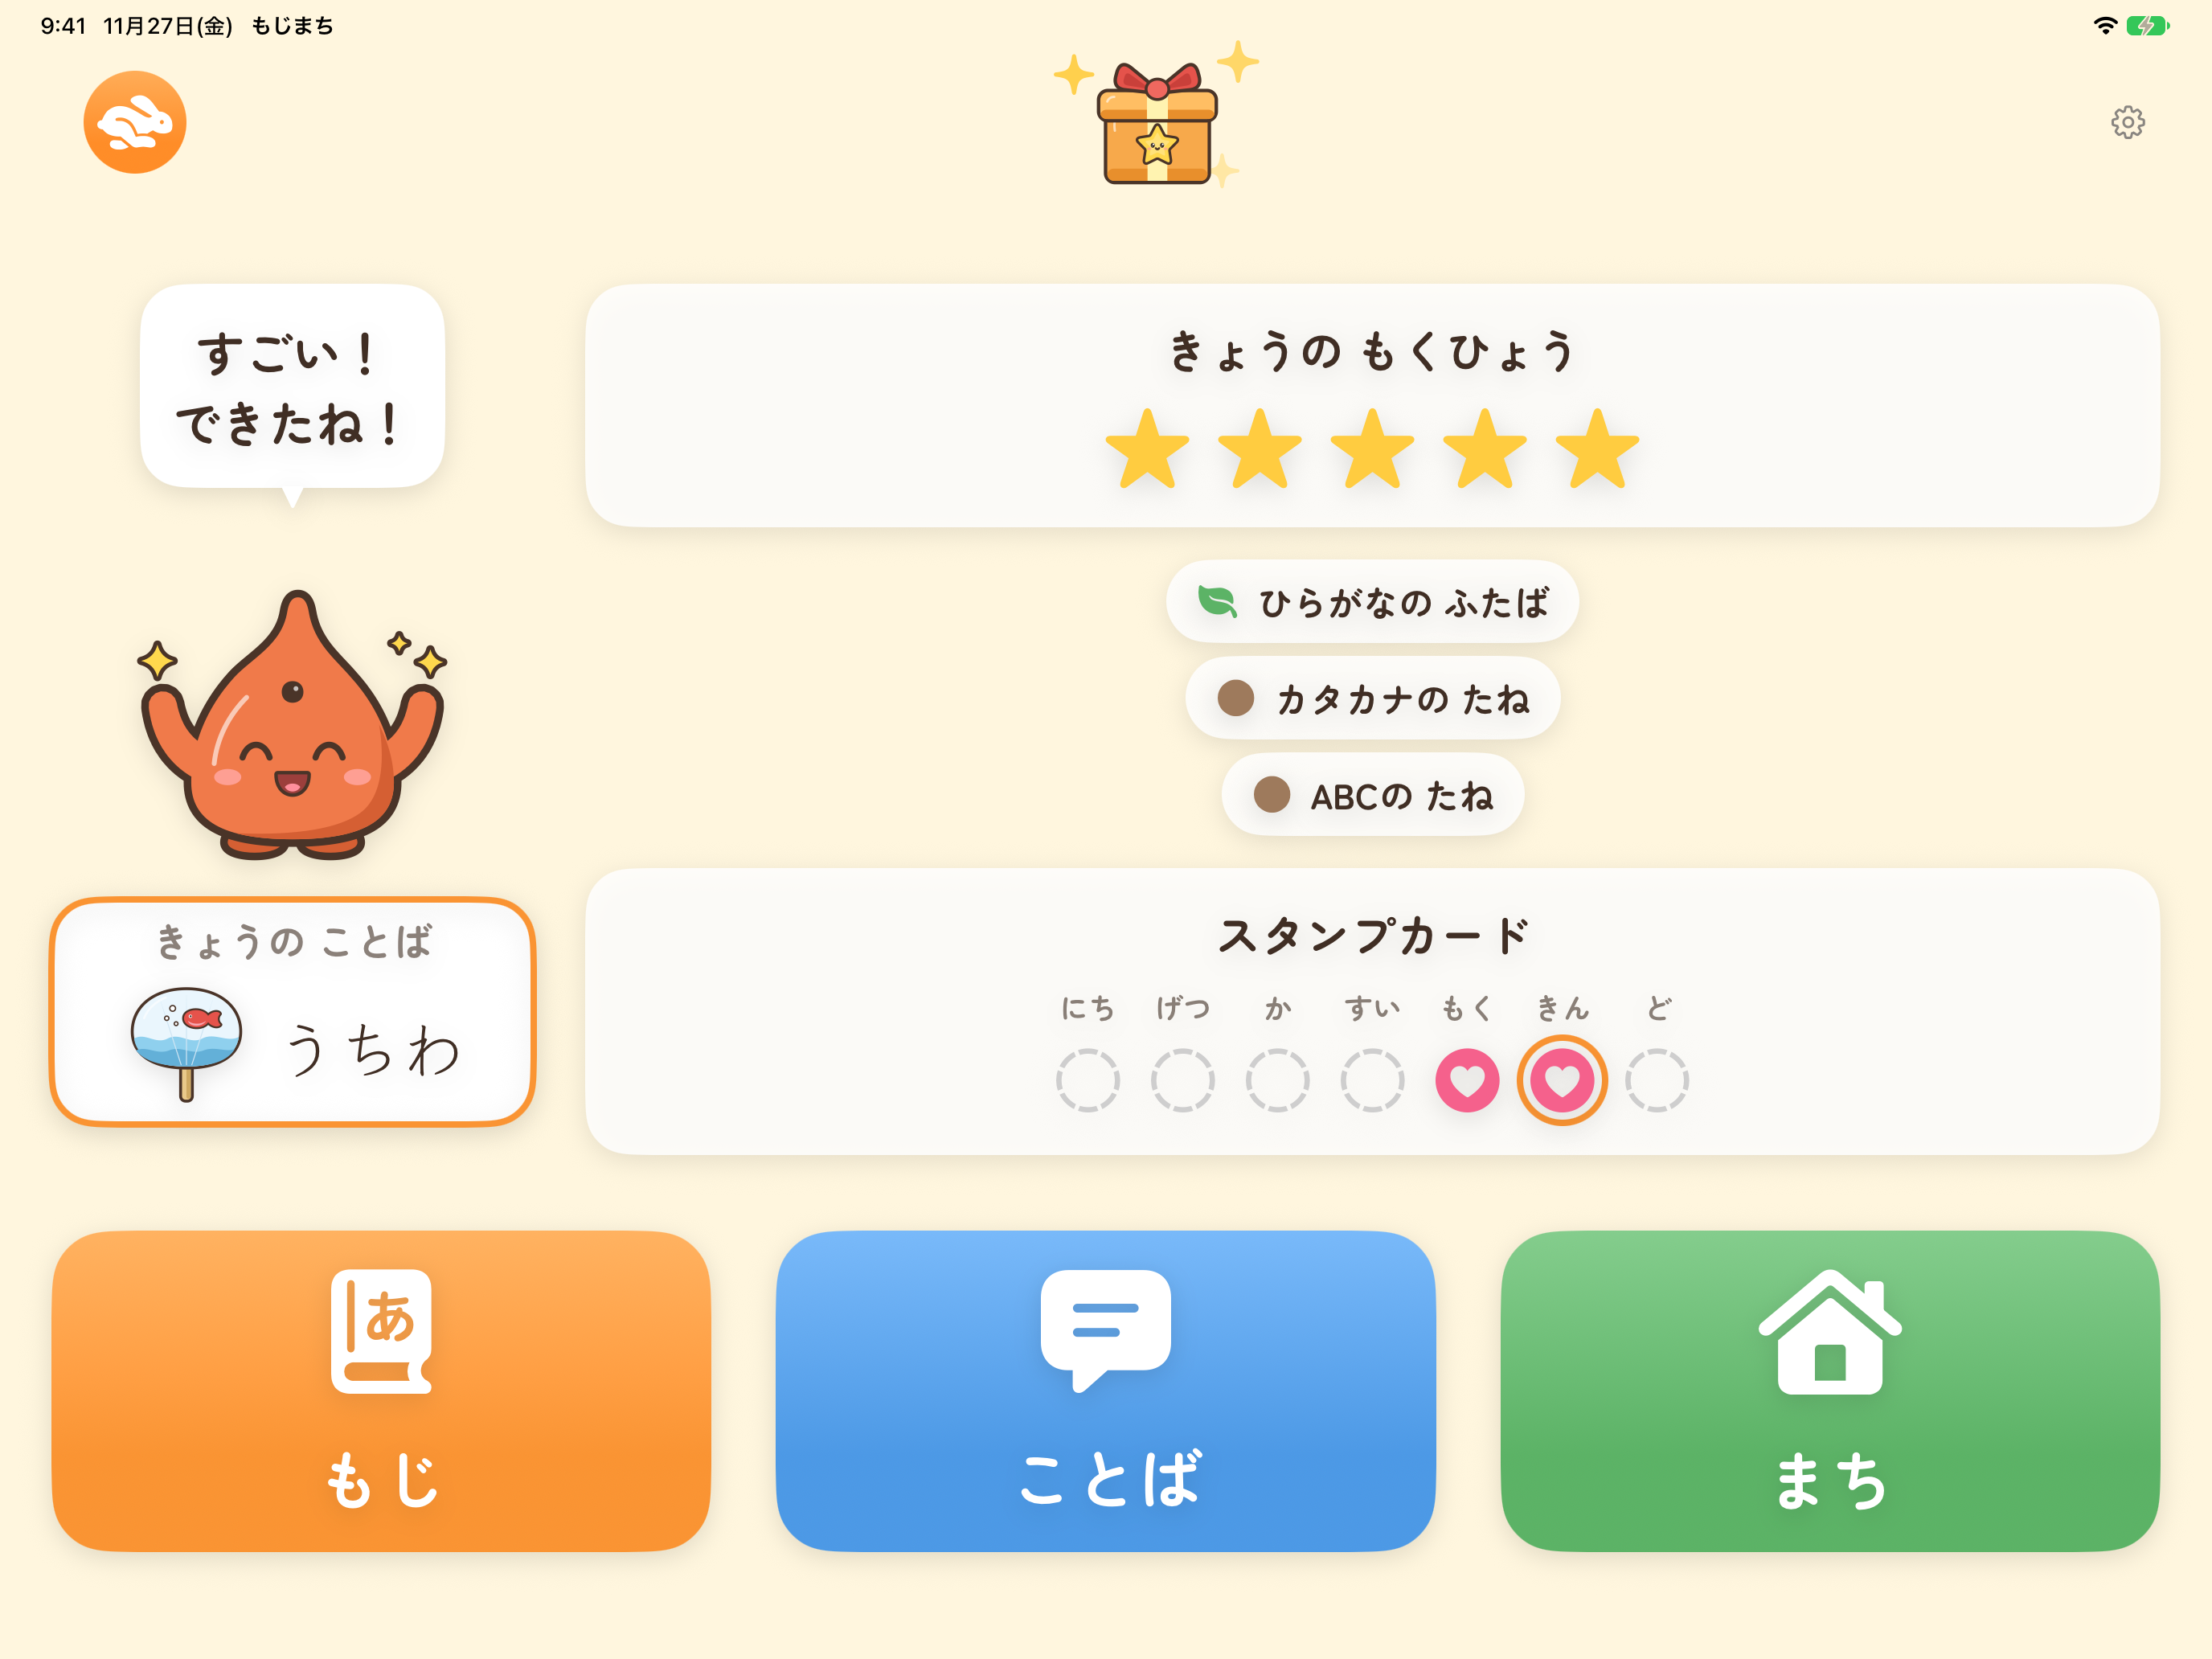 9:41 11月27日(金) もじまち
すごい！
できたね！
きょうの もくひょう
ひらがなの ふたば
カタカナの たね
ABCの たね
きょうの ことば
うちわ
スタンプカード
にち げつ か すい もく きん ど
あ
もじ
ことば
まち